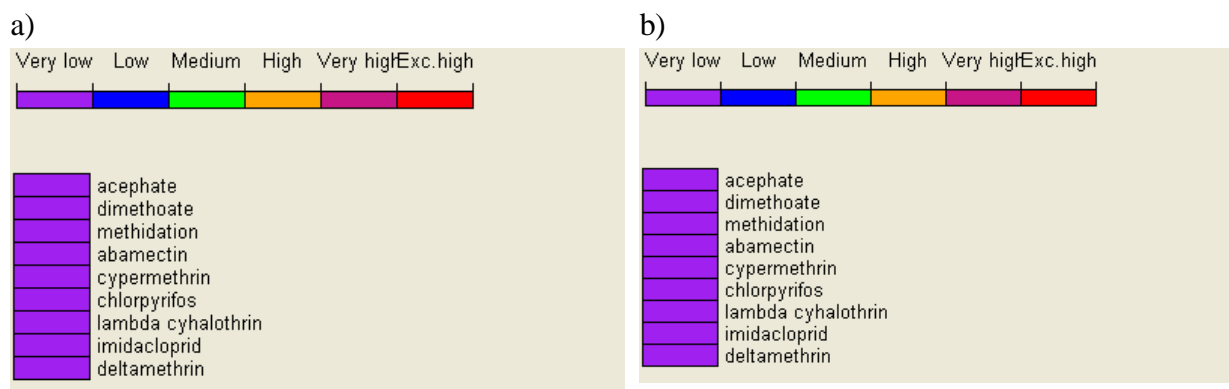 a)
Very low Low Medium High Very high Exc.high
acephate
dimethoate
methidation
abamectin
cypermethrin
chlorpyrifos
lambda cyhalothrin
imidacloprid
deltamethrin
b)
Very low Low Medium High Very high Exc.high
acephate
dimethoate
methidation
abamectin
cypermethrin
chlorpyrifos
lambda cyhalothrin
imidacloprid
deltamethrin